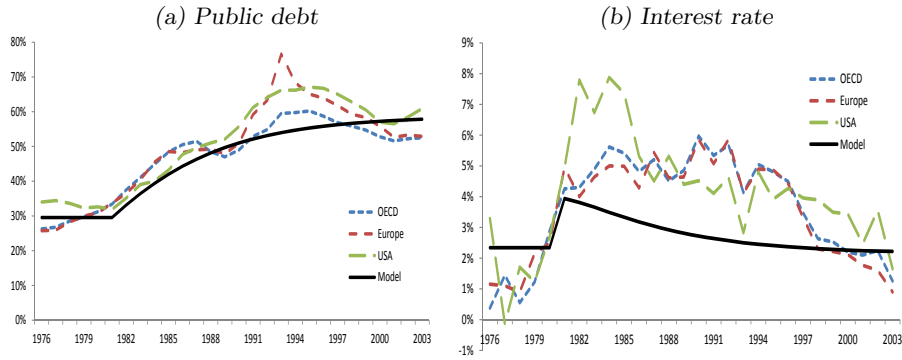 (a) Public debt
80%
70%
60%
50%
40%
30%
20%
10%
0%
1976 1979 1982 1985 1988 1991 1994 1997 2000 2003
OECD
Europe
USA
Model
(b) Interest rate
9%
8%
7%
6%
5%
4%
3%
2%
1%
0%
-1%
1976 1979 1982 1985 1988 1991 1994 1997 2000 2003
OECD
Europe
USA
Model